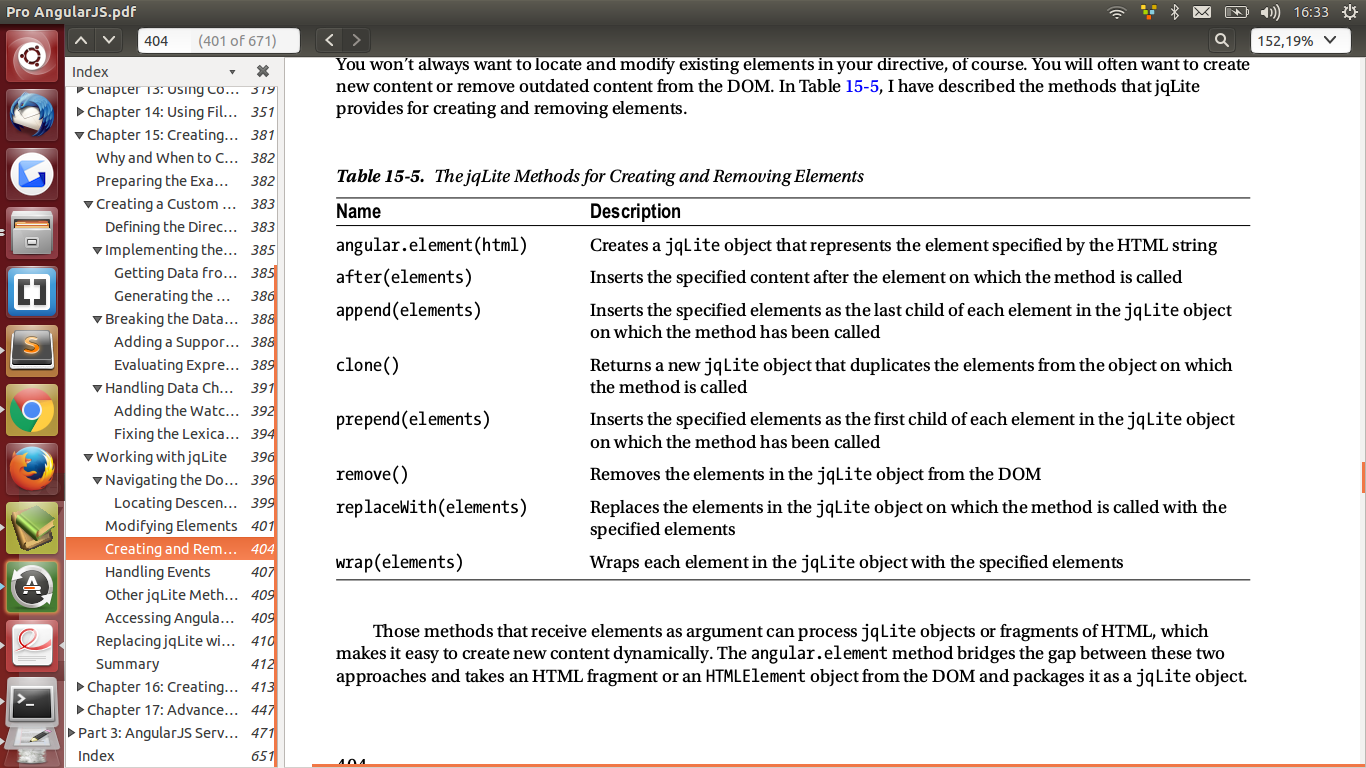 Pro AngularJS.pdf
16:33
404 (401 of 671)
152,19%
Index
Chapter 13: Using Co... 319
Chapter 14: Using Fil... 351
Chapter 15: Creating... 381
Why and When to C... 382
Preparing the Exa... 382
Creating a Custom ... 383
Defining the Direc... 383
Implementing the... 385
Getting Data fro... 385
Generating the ... 386
Breaking the Data... 388
Adding a Suppor... 388
Evaluating Expre... 389
Handling Data Ch... 391
Adding the Watc... 392
Fixing the Lexica... 394
Working with jqLite 396
Navigating the Do... 396
Locating Descen... 399
Modifying Elements 401
Creating and Rem... 404
Handling Events 407
Other jqLite Meth... 409
Accessing Angula... 409
Replacing jqLite wi... 410
Summary 412
Chapter 16: Creating... 413
Chapter 17: Advance... 447
Part 3: AngularJS Serv... 471
Index 651
You won't always want to locate and modify existing elements in your directive, of course. You will often want to create
new content or remove outdated content from the DOM. In Table 15-5, I have described the methods that jqLite
provides for creating and removing elements.
Table 15-5. The jqLite Methods for Creating and Removing Elements
Name Description
angular.element(html) Creates a jqLite object that represents the element specified by the HTML string
after(elements) Inserts the specified content after the element on which the method is called
append(elements) Inserts the specified elements as the last child of each element in the jqLite object
on which the method has been called
clone() Returns a new jqLite object that duplicates the elements from the object on which
the method is called
prepend(elements) Inserts the specified elements as the first child of each element in the jqLite object
on which the method has been called
remove() Removes the elements in the jqLite object from the DOM
replaceWith(elements) Replaces the elements in the jqLite object on which the method is called with the
specified elements
wrap(elements) Wraps each element in the jqLite object with the specified elements
Those methods that receive elements as argument can process jqLite objects or fragments of HTML, which
makes it easy to create new content dynamically. The angular.element method bridges the gap between these two
approaches and takes an HTML fragment or an HTMLElement object from the DOM and packages it as a jqLite object.
404